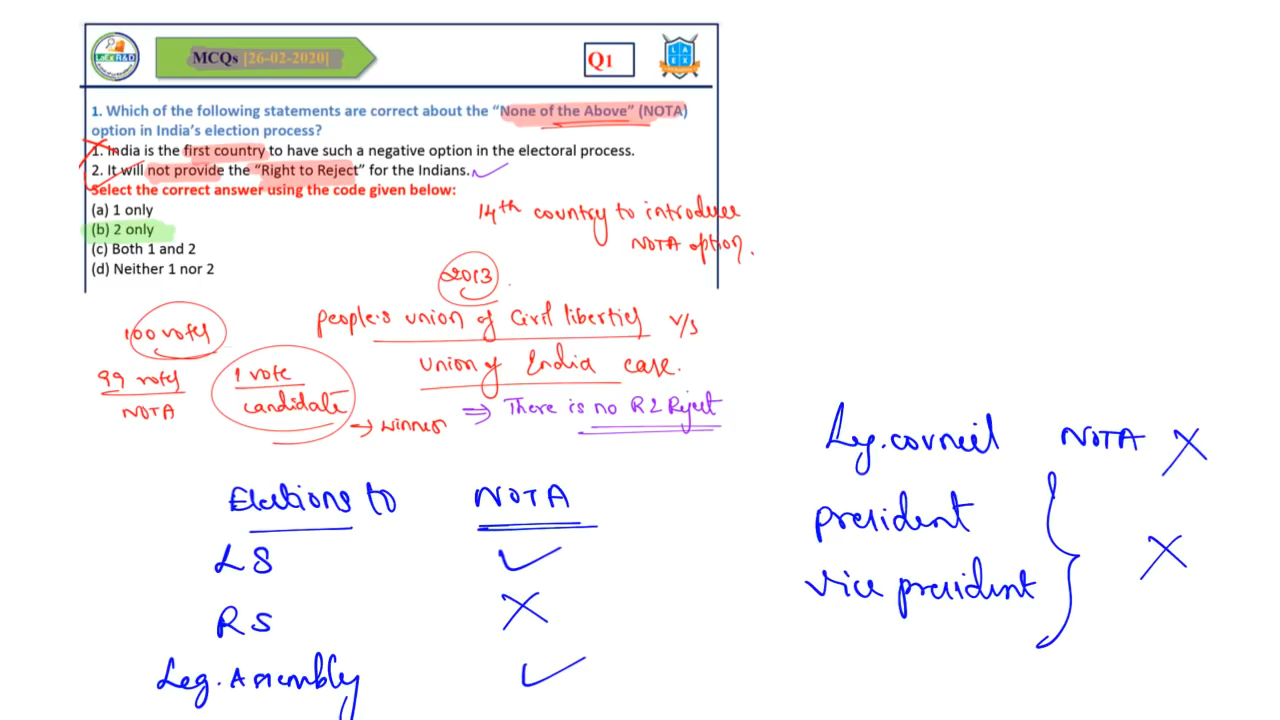 LaEx R&D
MCQs [26-02-2020]
Q1
L A
E X
1. Which of the following statements are correct about the “None of the Above” (NOTA)
option in India’s election process?
1. India is the first country to have such a negative option in the electoral process.
2. It will not provide the “Right to Reject” for the Indians.
Select the correct answer using the code given below:
(a) 1 only
(b) 2 only
(c) Both 1 and 2
(d) Neither 1 nor 2
14th country to introduce
NOTA option.
2013
people's union of Civil liberties v/s
union of India case.
100 votes
99 votes
NOTA
1 vote
candidate
→ winner
⇒ There is no R2 Reject
Elections to NOTA
LS ✓
RS ✗
Leg. Assembly ✓
Leg. council NOTA ✗
president
vice president ✗